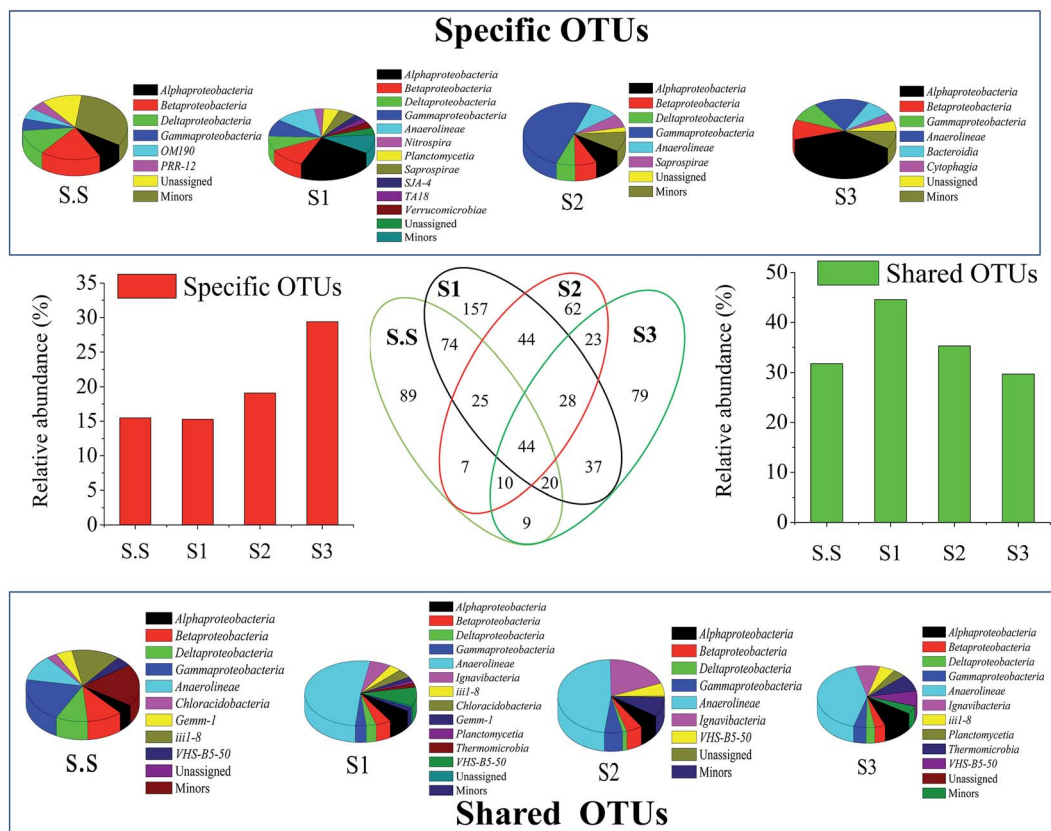 Specific OTUs
Alphaproteobacteria
Betaproteobacteria
Deltaproteobacteria
Gammaproteobacteria
OM190
PRR-12
Unassigned
Minors
S.S
Alphaproteobacteria
Betaproteobacteria
Deltaproteobacteria
Gammaproteobacteria
Anaerolineae
Nitrospira
Planctomycetia
Saprospirae
SJA-4
TA18
Verrucomicrobiae
Unassigned
Minors
S1
Alphaproteobacteria
Betaproteobacteria
Deltaproteobacteria
Gammaproteobacteria
Anaerolineae
Saprospirae
Unassigned
Minors
S2
Alphaproteobacteria
Betaproteobacteria
Gammaproteobacteria
Anaerolineae
Bacteroidia
Cytophagia
Unassigned
Minors
S3
Specific OTUs
Relative abundance (%)
35
30
25
20
15
10
5
0
S.S S1 S2 S3
S1 S2
157 62
S.S 74 44 23 S3
89 25 28 79
44
7 10 20 37
9
Shared OTUs
Relative abundance (%)
50
40
30
20
10
0
S.S S1 S2 S3
Alphaproteobacteria
Betaproteobacteria
Deltaproteobacteria
Gammaproteobacteria
Anaerolineae
Chloracidobacteria
Gemm-1
iii1-8
VHS-B5-50
Unassigned
Minors
S.S
Alphaproteobacteria
Betaproteobacteria
Deltaproteobacteria
Gammaproteobacteria
Anaerolineae
Ignavibacteria
iii1-8
Chloracidobacteria
Gemm-1
Planctomycetia
Thermomicrobia
VHS-B5-50
Unassigned
Minors
S1
Alphaproteobacteria
Betaproteobacteria
Deltaproteobacteria
Gammaproteobacteria
Anaerolineae
Ignavibacteria
VHS-B5-50
Unassigned
Minors
S2
Alphaproteobacteria
Betaproteobacteria
Deltaproteobacteria
Gammaproteobacteria
Anaerolineae
Ignavibacteria
iii1-8
Planctomycetia
Thermomicrobia
VHS-B5-50
Unassigned
Minors
S3
Shared OTUs